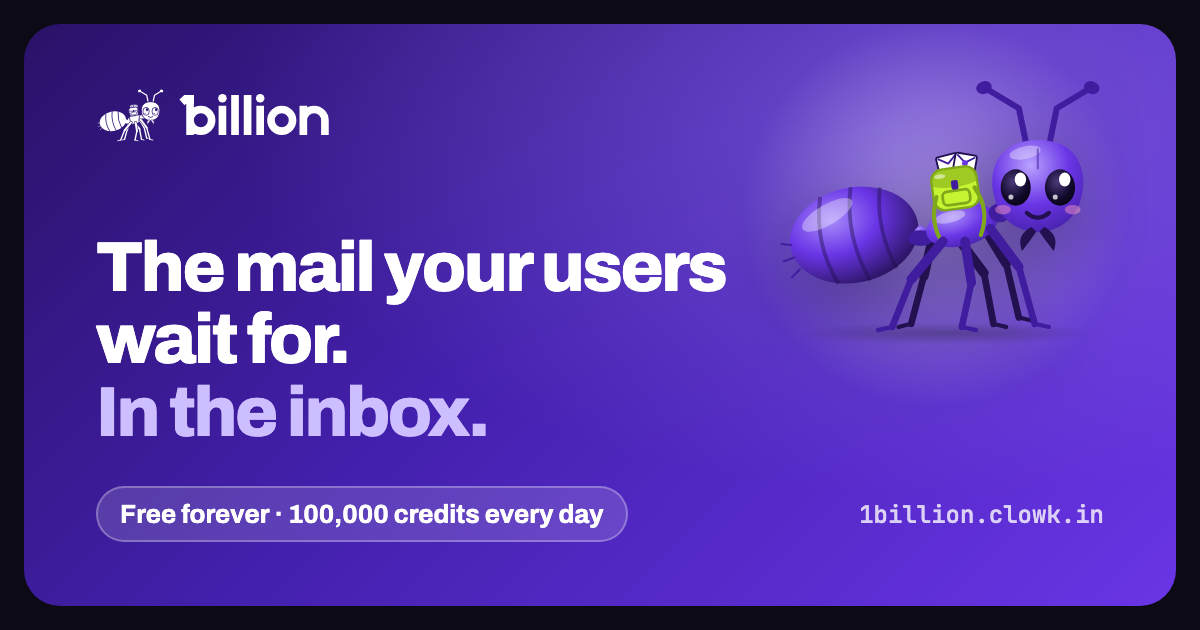 1billion
The mail your users
wait for.
In the inbox.
Free forever · 100,000 credits every day
1billion.clowk.in